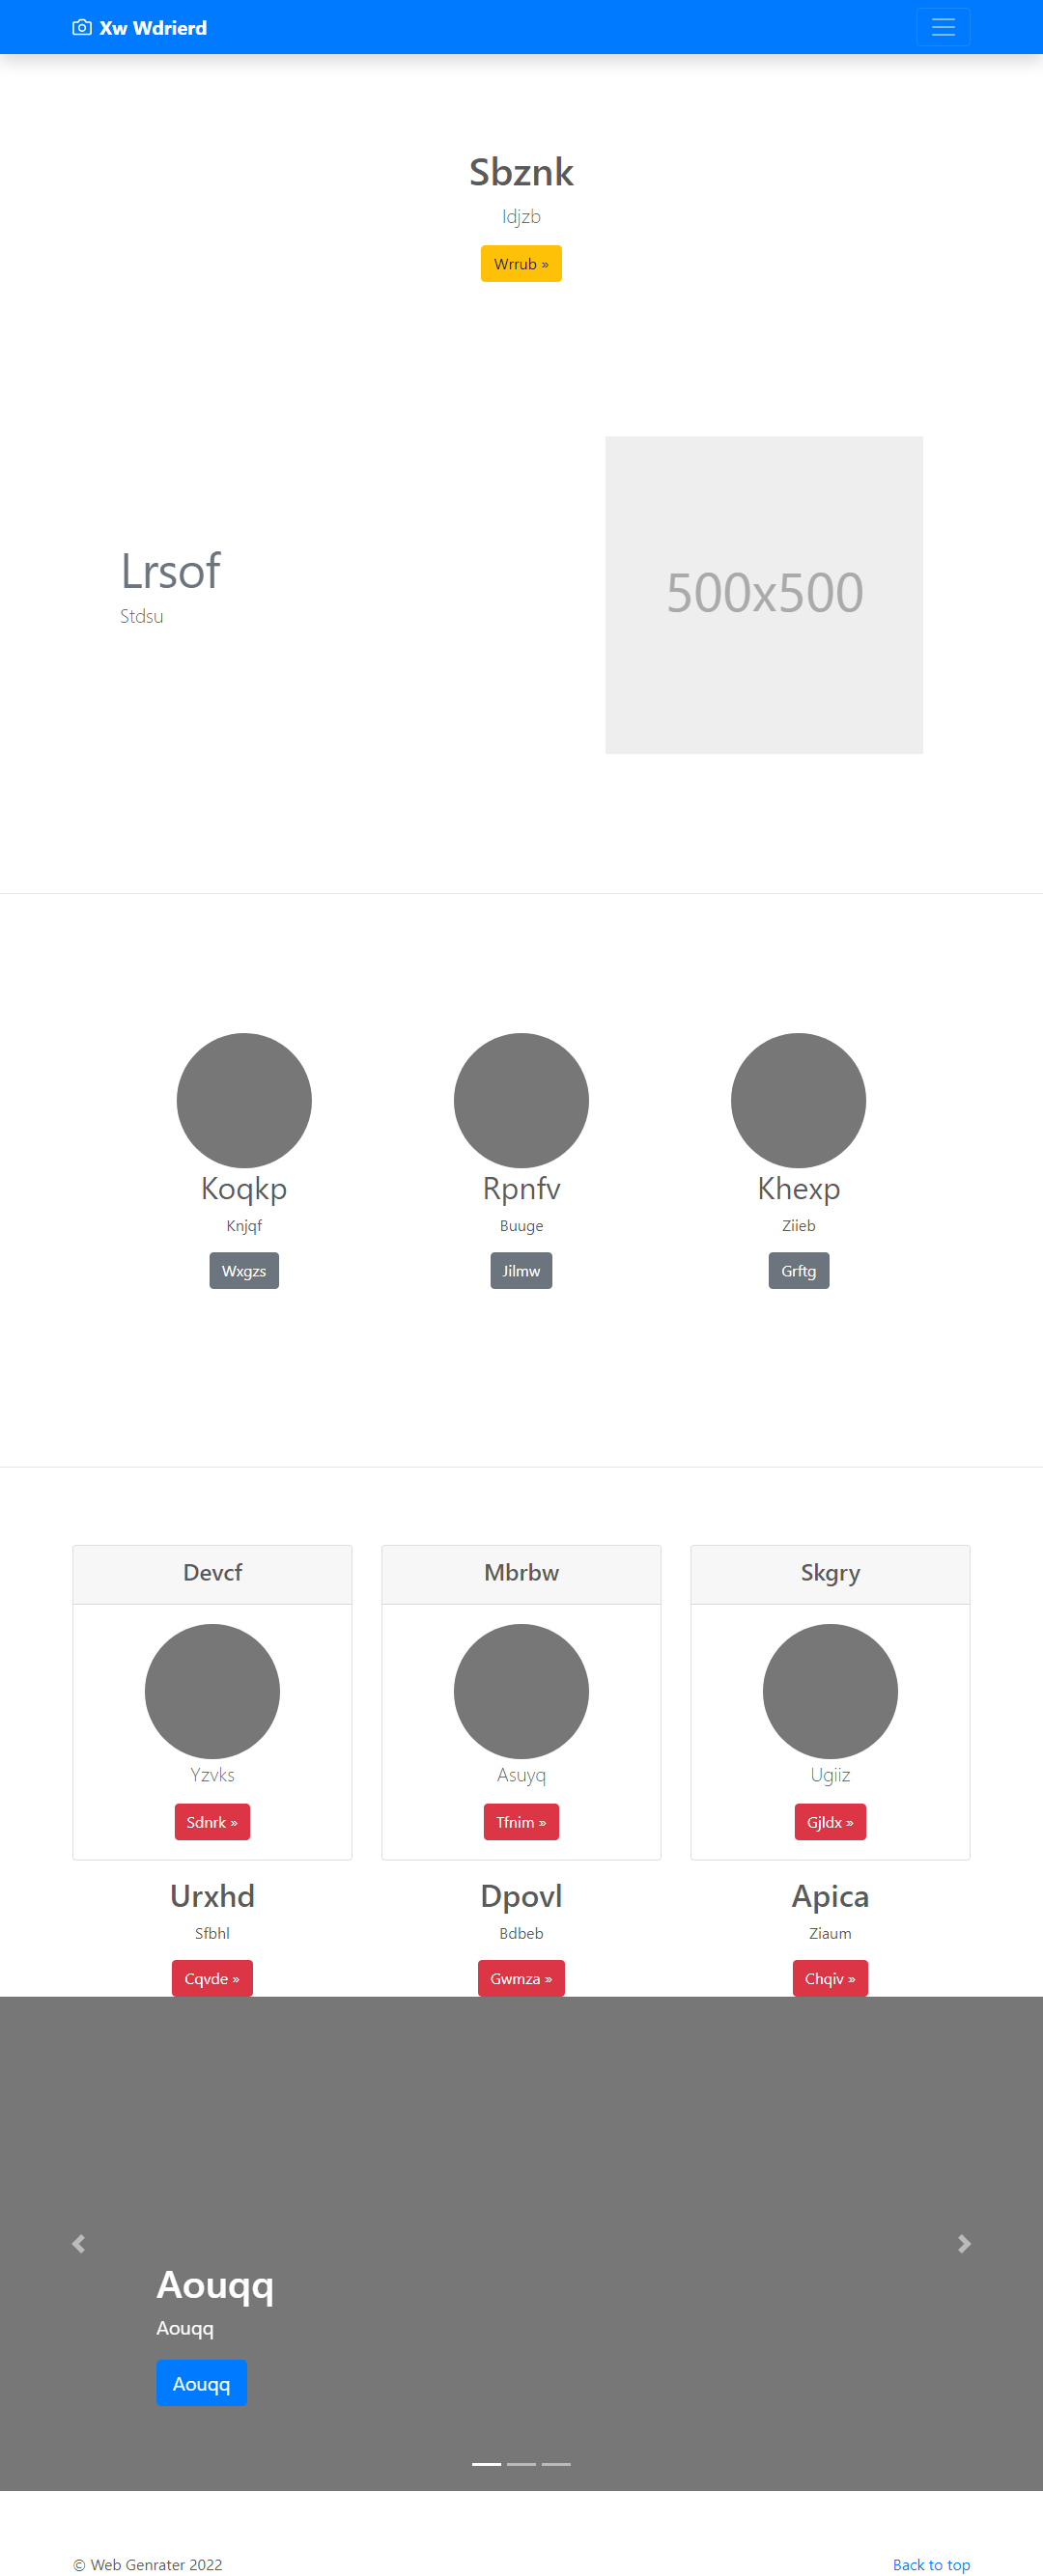 Xw Wdrierd
Sbznk
Idjzb
Wrrub »
Lrsof
Stdsu
500x500
Koqkp
Rpnfv
Khexp
Knjqf
Buuge
Ziieb
Wxgzs
Jilmw
Grftg
Devcf
Mbrbw
Skgry
Yzvks
Asuyq
Ugiiz
Sdnrk »
Tfnim »
Gjldx »
Urxhd
Dpovl
Apica
Sfbhl
Bdbeb
Ziaum
Cqvde »
Gwmza »
Chqiv »
Aouqq
Aouqq
Aouqq
© Web Genrater 2022
Back to top